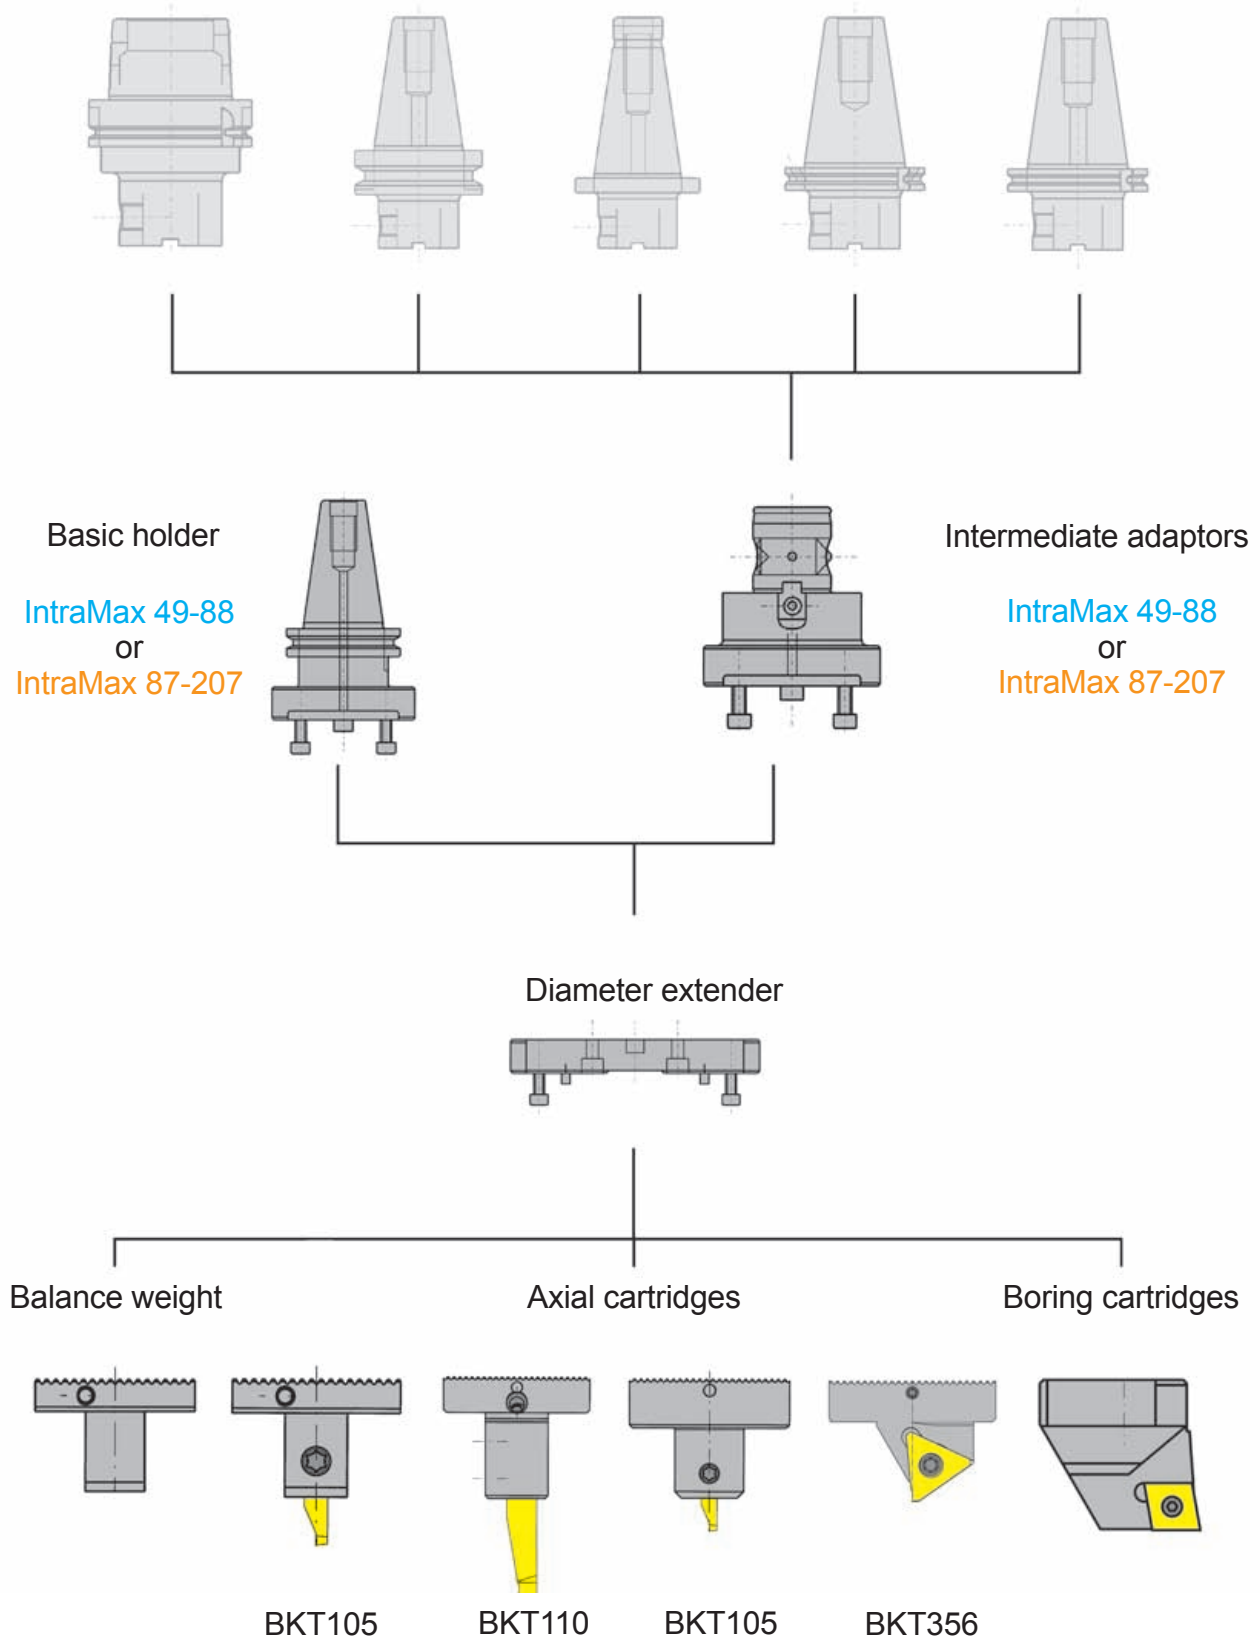 Basic holder
IntraMax 49-88
or
IntraMax 87-207
Intermediate adaptors
IntraMax 49-88
or
IntraMax 87-207
Diameter extender
Balance weight
Axial cartridges
Boring cartridges
BKT105
BKT110
BKT105
BKT356